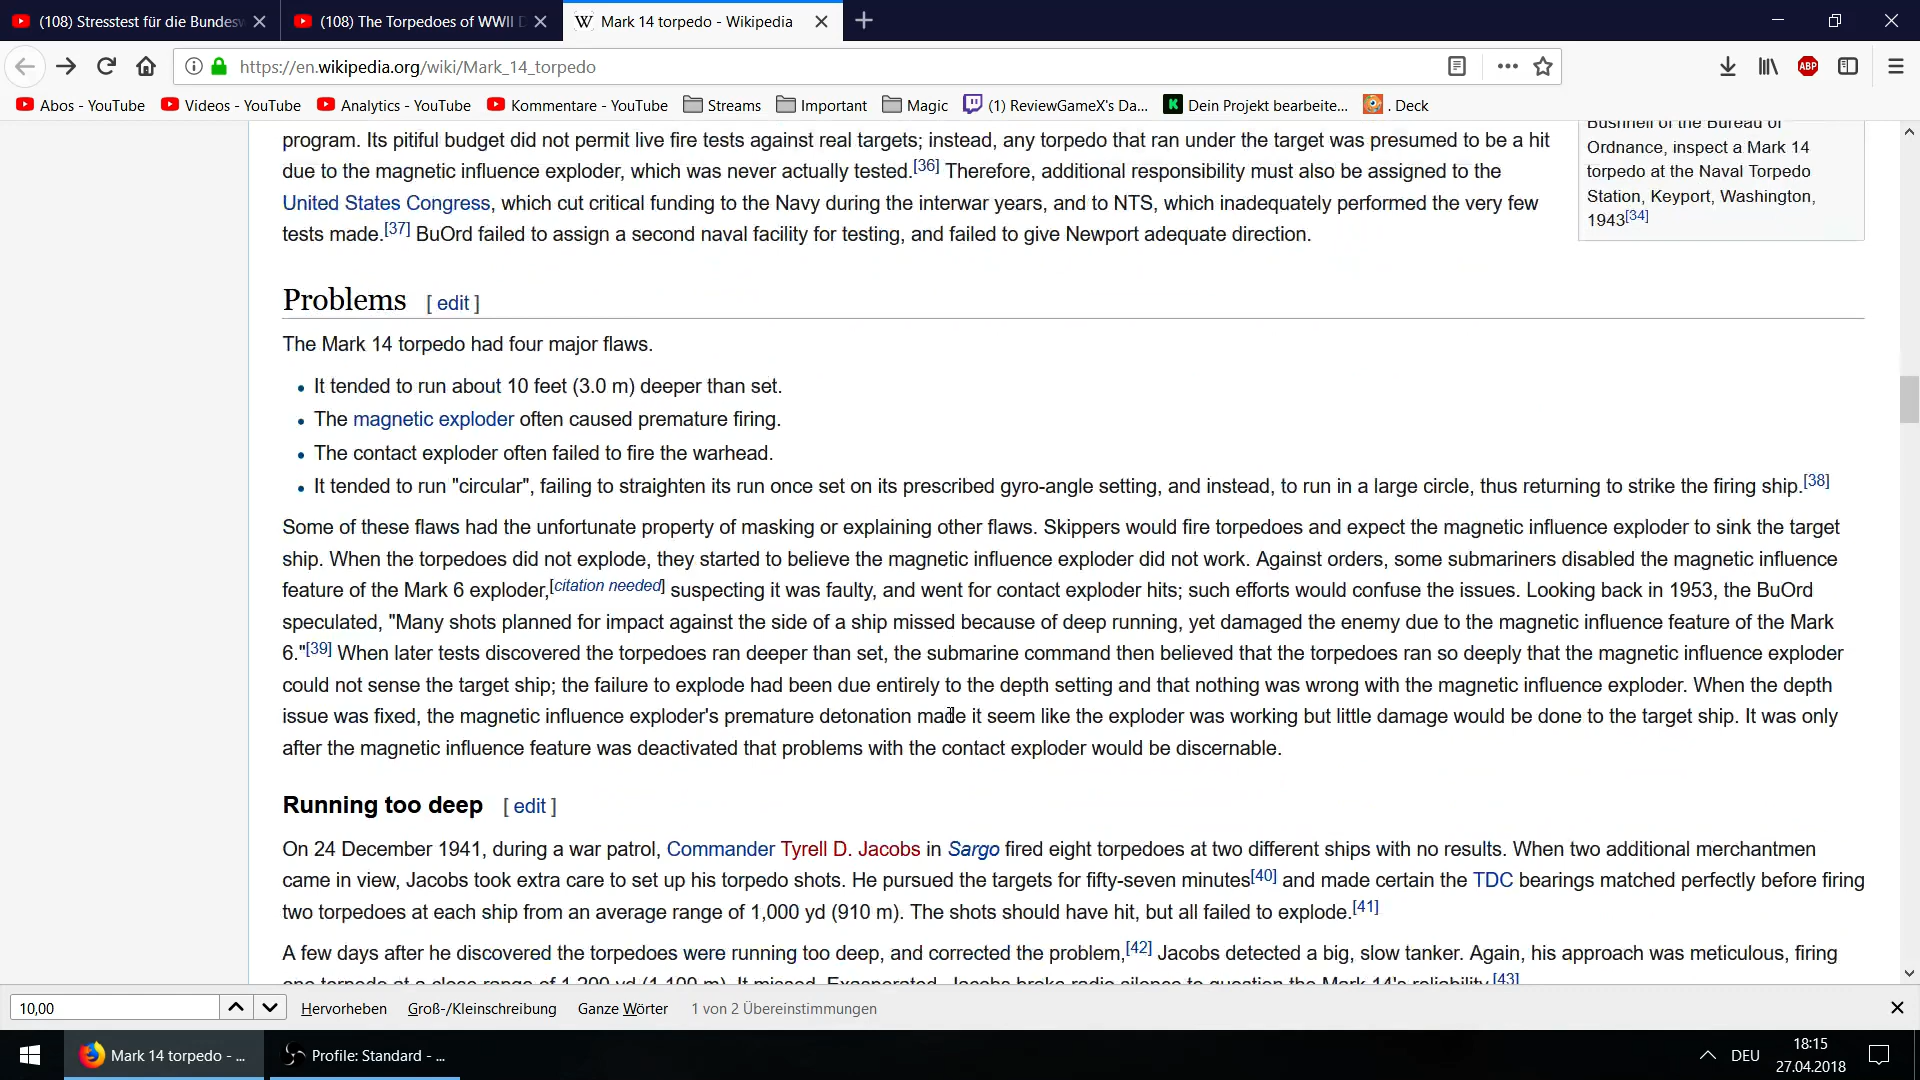 (108) Stresstest für die Bundesw
(108) The Torpedoes of WWII D
Mark 14 torpedo - Wikipedia
https://en.wikipedia.org/wiki/Mark_14_torpedo
ABP
Abos - YouTube
Videos - YouTube
Analytics - YouTube
Kommentare - YouTube
Streams
Important
Magic
(1) ReviewGameX's Da...
Dein Projekt bearbeite...
. Deck
program. Its pitiful budget did not permit live fire tests against real targets; instead, any torpedo that ran under the target was presumed to be a hit
due to the magnetic influence exploder, which was never actually tested.[36] Therefore, additional responsibility must also be assigned to the
United States Congress, which cut critical funding to the Navy during the interwar years, and to NTS, which inadequately performed the very few
tests made.[37] BuOrd failed to assign a second naval facility for testing, and failed to give Newport adequate direction.
Bushnell of the Bureau of
Ordnance, inspect a Mark 14
torpedo at the Naval Torpedo
Station, Keyport, Washington,
1943[34]
Problems [ edit ]
The Mark 14 torpedo had four major flaws.
• It tended to run about 10 feet (3.0 m) deeper than set.
• The magnetic exploder often caused premature firing.
• The contact exploder often failed to fire the warhead.
• It tended to run "circular", failing to straighten its run once set on its prescribed gyro-angle setting, and instead, to run in a large circle, thus returning to strike the firing ship.[38]
Some of these flaws had the unfortunate property of masking or explaining other flaws. Skippers would fire torpedoes and expect the magnetic influence exploder to sink the target
ship. When the torpedoes did not explode, they started to believe the magnetic influence exploder did not work. Against orders, some submariners disabled the magnetic influence
feature of the Mark 6 exploder,[citation needed] suspecting it was faulty, and went for contact exploder hits; such efforts would confuse the issues. Looking back in 1953, the BuOrd
speculated, "Many shots planned for impact against the side of a ship missed because of deep running, yet damaged the enemy due to the magnetic influence feature of the Mark
6."[39] When later tests discovered the torpedoes ran deeper than set, the submarine command then believed that the torpedoes ran so deeply that the magnetic influence exploder
could not sense the target ship; the failure to explode had been due entirely to the depth setting and that nothing was wrong with the magnetic influence exploder. When the depth
issue was fixed, the magnetic influence exploder's premature detonation made it seem like the exploder was working but little damage would be done to the target ship. It was only
after the magnetic influence feature was deactivated that problems with the contact exploder would be discernable.
Running too deep [ edit ]
On 24 December 1941, during a war patrol, Commander Tyrell D. Jacobs in Sargo fired eight torpedoes at two different ships with no results. When two additional merchantmen
came in view, Jacobs took extra care to set up his torpedo shots. He pursued the targets for fifty-seven minutes[40] and made certain the TDC bearings matched perfectly before firing
two torpedoes at each ship from an average range of 1,000 yd (910 m). The shots should have hit, but all failed to explode.[41]
A few days after he discovered the torpedoes were running too deep, and corrected the problem,[42] Jacobs detected a big, slow tanker. Again, his approach was meticulous, firing
one torpedo at a close range of 1,200 yd (1,100 m). It missed. Exasperated, Jacobs broke radio silence to question the Mark 14's reliability.[43]
10,00
Hervorheben
Groß-/Kleinschreibung
Ganze Wörter
1 von 2 Übereinstimmungen
Mark 14 torpedo - ...
Profile: Standard - ...
DEU
18:15
27.04.2018